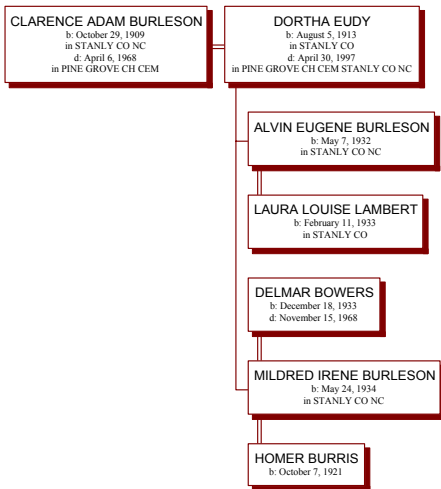 CLARENCE ADAM BURLESON
b: October 29, 1909
in STANLY CO NC
d: April 6, 1968
in PINE GROVE CH CEM
DORTHA EUDY
b: August 5, 1913
in STANLY CO
d: April 30, 1997
in PINE GROVE CH CEM STANLY CO NC
ALVIN EUGENE BURLESON
b: May 7, 1932
in STANLY CO NC
LAURA LOUISE LAMBERT
b: February 11, 1933
in STANLY CO
DELMAR BOWERS
b: December 18, 1933
d: November 15, 1968
MILDRED IRENE BURLESON
b: May 24, 1934
in STANLY CO NC
HOMER BURRIS
b: October 7, 1921